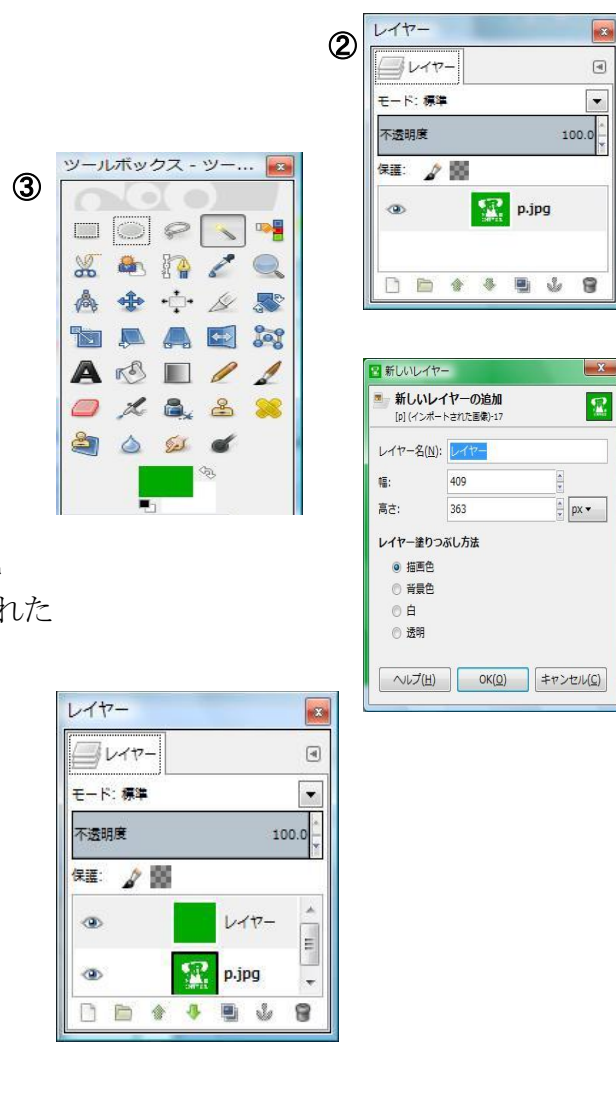 ②
レイヤー
レイヤー
モード: 標準
不透明度 100.0
保護:
p.jpg
③
ツールボックス - ツー...
新しいレイヤー
新しいレイヤーの追加
[p] (インポートされた画像)-17
レイヤー名(N): レイヤー
幅: 409
高さ: 363 px
レイヤー塗りつぶし方法
描画色
背景色
白
透明
ヘルプ(H) OK(O) キャンセル(C)
れた
レイヤー
レイヤー
モード: 標準
不透明度 100.0
保護:
レイヤー
p.jpg